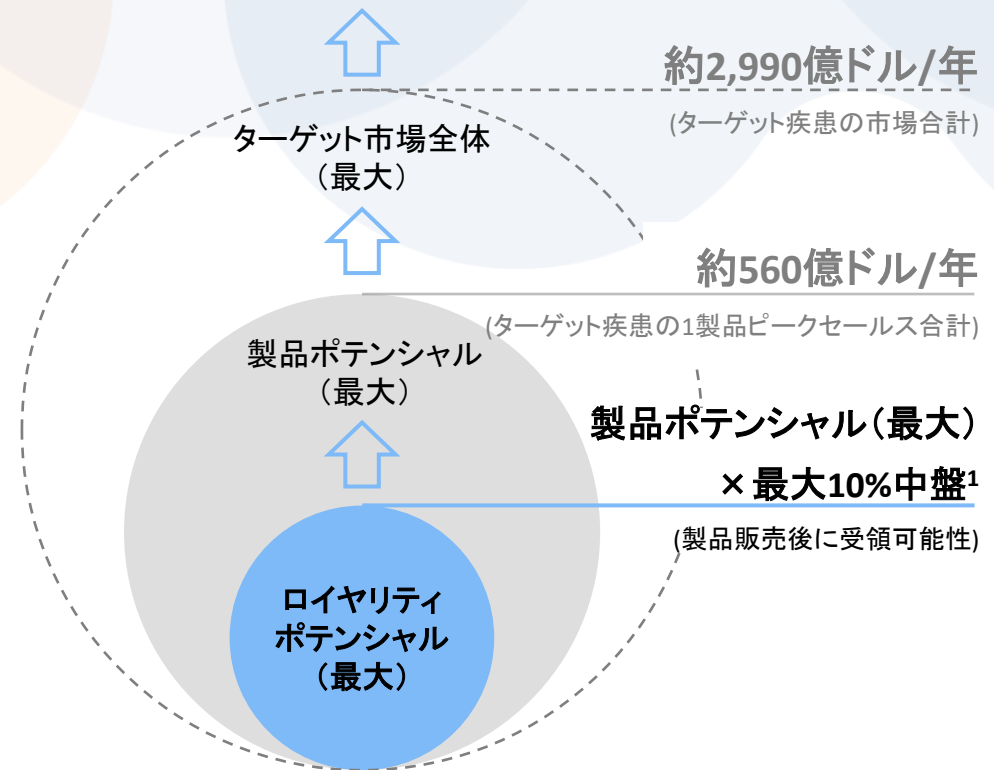 約2,990億ドル/年
(ターゲット疾患の市場合計)
ターゲット市場全体
（最大）
約560億ドル/年
(ターゲット疾患の1製品ピークセールス合計)
製品ポテンシャル
（最大）
製品ポテンシャル（最大）
×最大10%中盤1
(製品販売後に受領可能性)
ロイヤリティ
ポテンシャル
（最大）